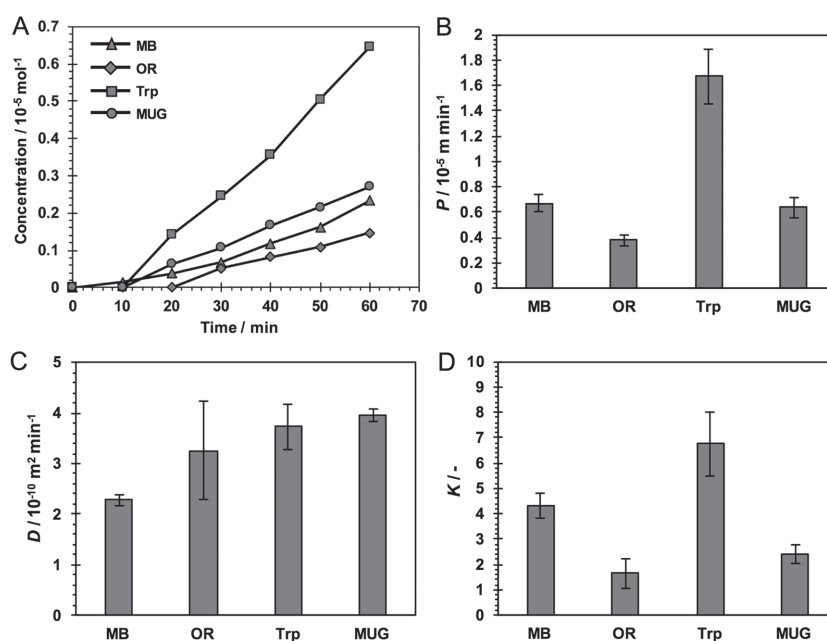 A
Concentration / 10⁻⁵ mol⁻¹
0.7
0.6
0.5
0.4
0.3
0.2
0.1
0
MB
OR
Trp
MUG
0 10 20 30 40 50 60 70
Time / min
B
P / 10⁻⁵ m min⁻¹
2
1.8
1.6
1.4
1.2
1
0.8
0.6
0.4
0.2
0
MB OR Trp MUG
C
D / 10⁻¹⁰ m² min⁻¹
5
4
3
2
1
0
MB OR Trp MUG
D
K / -
10
9
8
7
6
5
4
3
2
1
0
MB OR Trp MUG